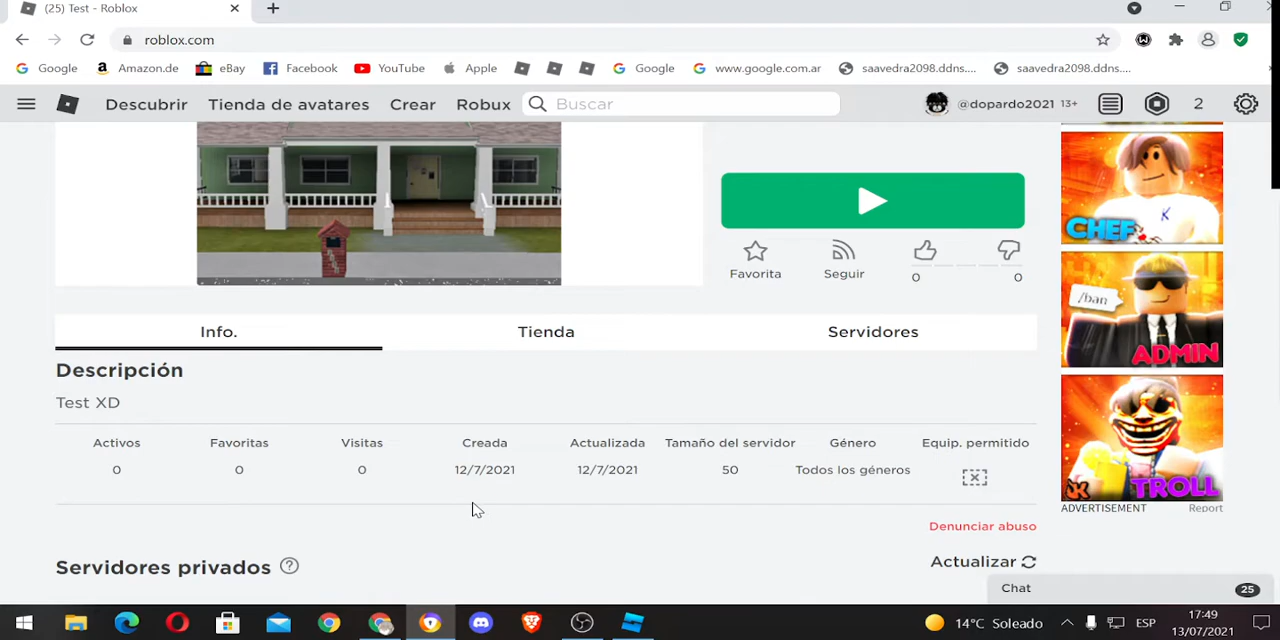 (25) Test - Roblox
roblox.com
Google Amazon.de eBay Facebook YouTube Apple Google www.google.com.ar saavedra2098.ddns.... saavedra2098.ddns....
Descubrir Tienda de avatares Crear Robux Buscar @dopardo2021 13+ 2
Favorita Seguir 0 0
K
CHEF
/ban
ADMIN
TROLL
ADVERTISEMENT Report
Info. Tienda Servidores
Descripción
Test XD
Activos Favoritas Visitas Creada Actualizada Tamaño del servidor Género Equip. permitido
0 0 0 12/7/2021 12/7/2021 50 Todos los géneros
Denunciar abuso
Servidores privados ? Actualizar
Chat 25
14°C Soleado ESP 17:49
13/07/2021